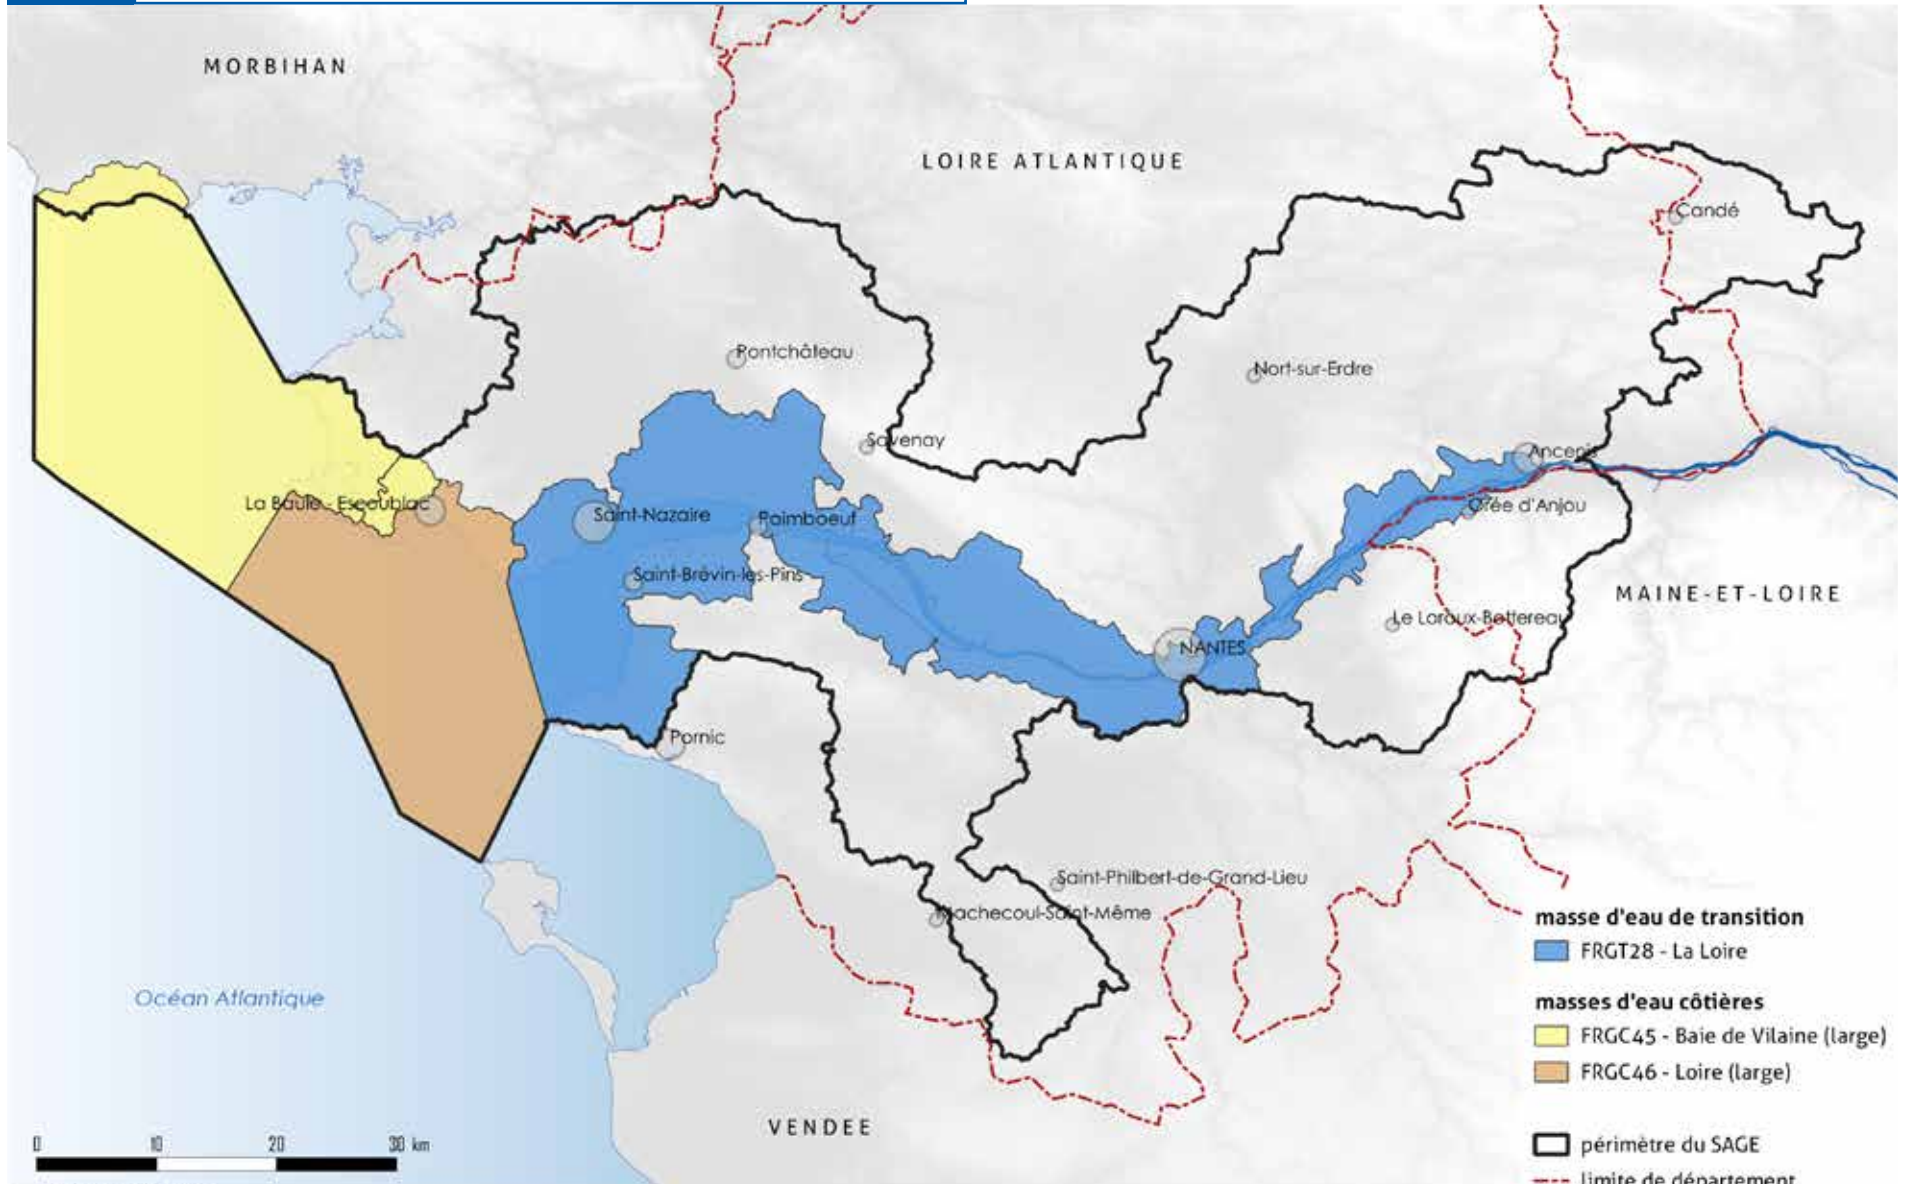 MORBIHAN
LOIRE ATLANTIQUE
Candé
Pontchâteau
Nort-sur-Erdre
Savenay
Ancenis
La Baule - Escoublac
Saint-Nazaire
Paimboeuf
Orée d'Anjou
Saint-Brévin-les-Pins
MAINE-ET-LOIRE
Le Loroux-Bottereau
NANTES
Pornic
Saint-Philbert-de-Grand-Lieu
Machecoul-Saint-Même
masse d'eau de transition
FRGT28 - La Loire
Océan Atlantique
masses d'eau côtières
FRGC45 - Baie de Vilaine (large)
FRGC46 - Loire (large)
VENDEE
0 10 20 30 km
périmètre du SAGE
limite de département